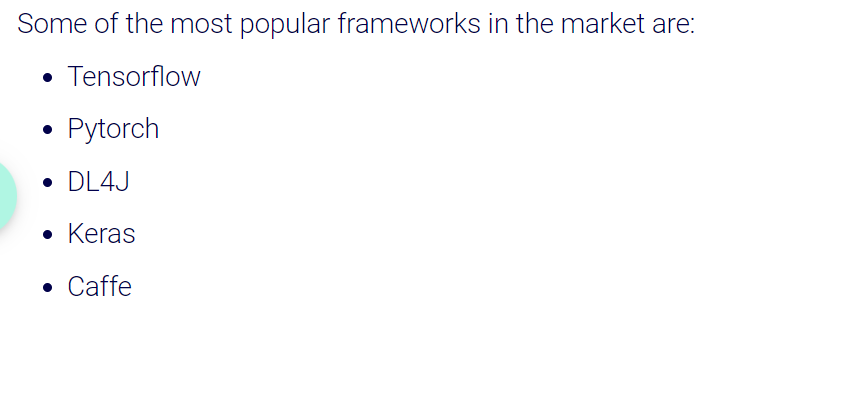 Some of the most popular frameworks in the market are:
• Tensorflow
• Pytorch
• DL4J
• Keras
• Caffe